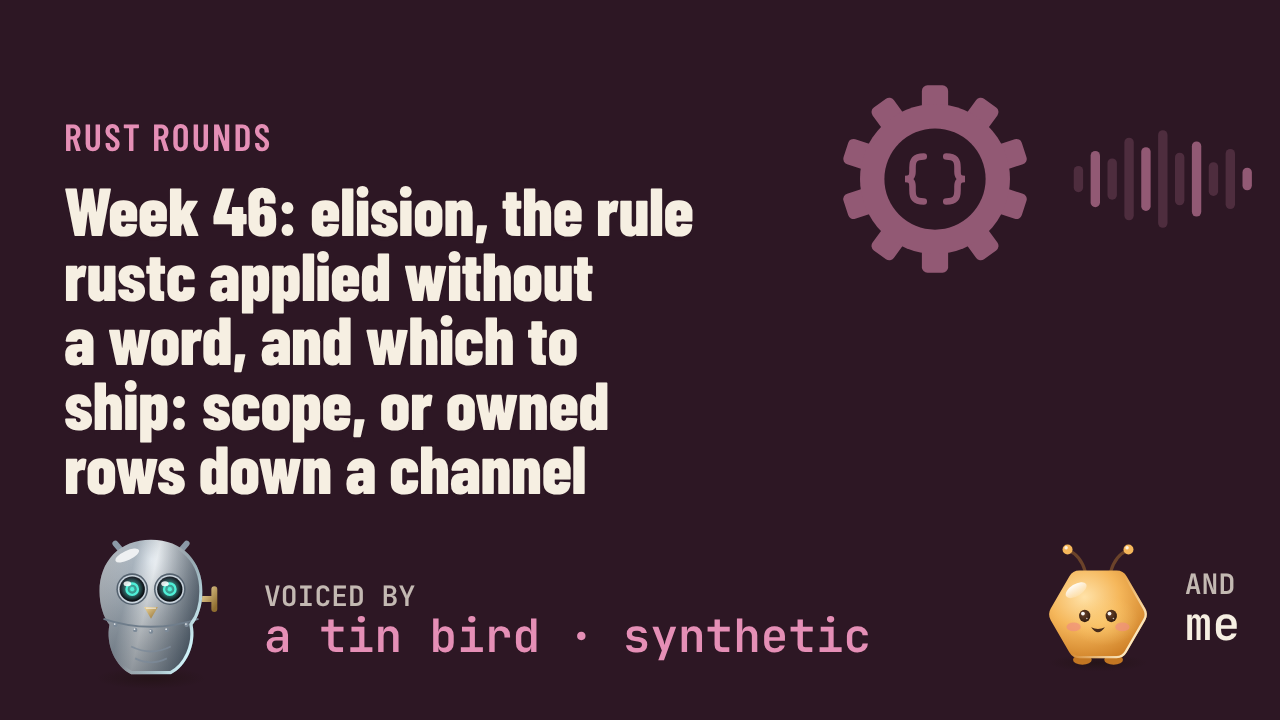 RUST ROUNDS
Week 46: elision, the rule
rustc applied without
a word, and which to
ship: scope, or owned
rows down a channel
{ }
VOICED BY
a tin bird · synthetic
AND
me